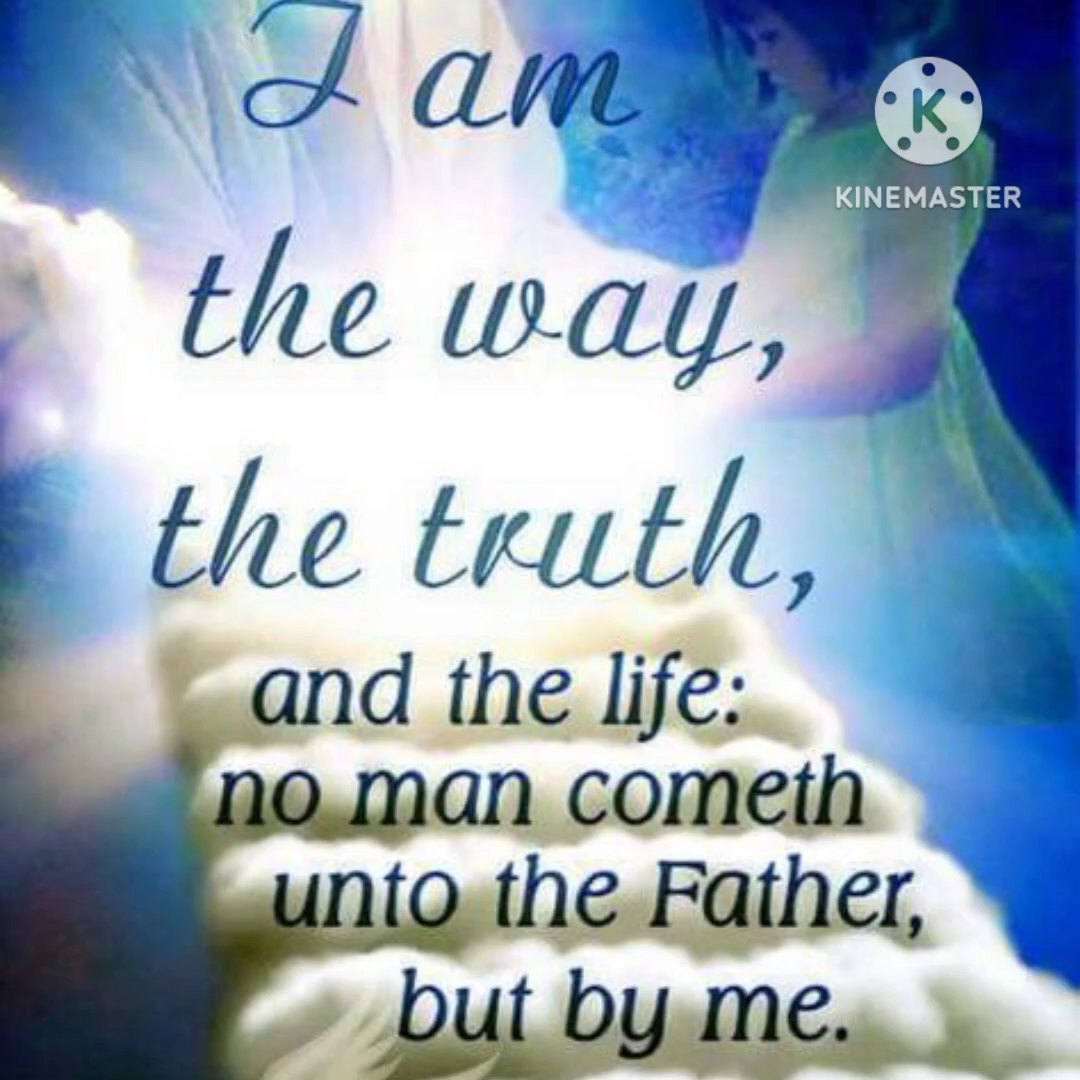 I am
KINEMASTER
the way,
the truth,
and the life:
no man cometh
unto the Father,
but by me.